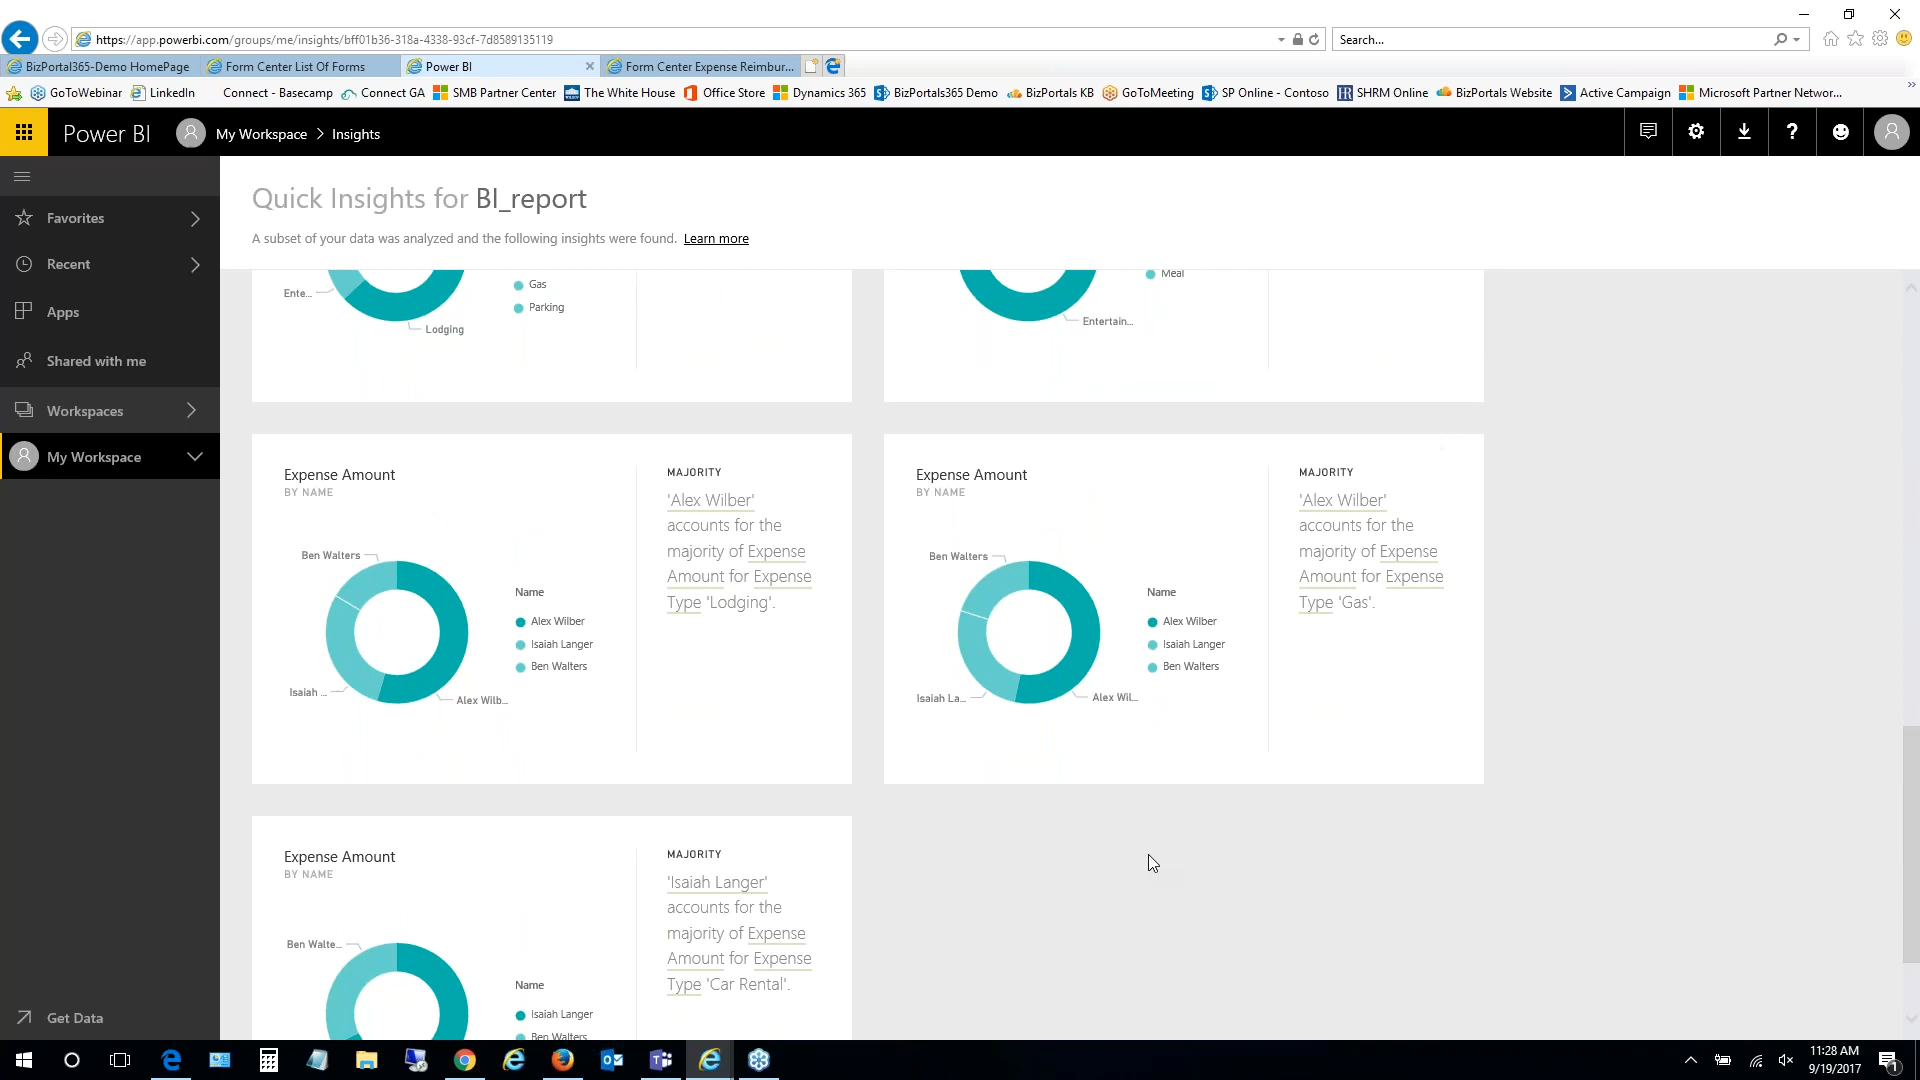 https://app.powerbi.com/groups/me/insights/bff01b36-318a-4338-93cf-7d8589135119
Search...
BizPortal365-Demo HomePage
Form Center List Of Forms
Power BI
Form Center Expense Reimbur...
GoToWebinar
LinkedIn
Connect - Basecamp
Connect GA
SMB Partner Center
The White House
Office Store
Dynamics 365
BizPortals365 Demo
BizPortals KB
GoToMeeting
SP Online - Contoso
SHRM Online
BizPortals Website
Active Campaign
Microsoft Partner Networ...
Power BI
My Workspace > Insights
Favorites
Recent
Apps
Shared with me
Workspaces
My Workspace
Get Data
Quick Insights for BI_report
A subset of your data was analyzed and the following insights were found. Learn more
Ente...
Lodging
Gas
Parking
Entertain...
Meal
Expense Amount
BY NAME
Ben Walters
Isaiah ...
Alex Wilb...
Name
Alex Wilber
Isaiah Langer
Ben Walters
MAJORITY
'Alex Wilber'
accounts for the
majority of Expense
Amount for Expense
Type 'Lodging'.
Expense Amount
BY NAME
Ben Walters
Isaiah La...
Alex Wil...
Name
Alex Wilber
Isaiah Langer
Ben Walters
MAJORITY
'Alex Wilber'
accounts for the
majority of Expense
Amount for Expense
Type 'Gas'.
Expense Amount
BY NAME
Ben Walte...
Name
Isaiah Langer
Ben Walters
MAJORITY
'Isaiah Langer'
accounts for the
majority of Expense
Amount for Expense
Type 'Car Rental'.
11:28 AM
9/19/2017
1